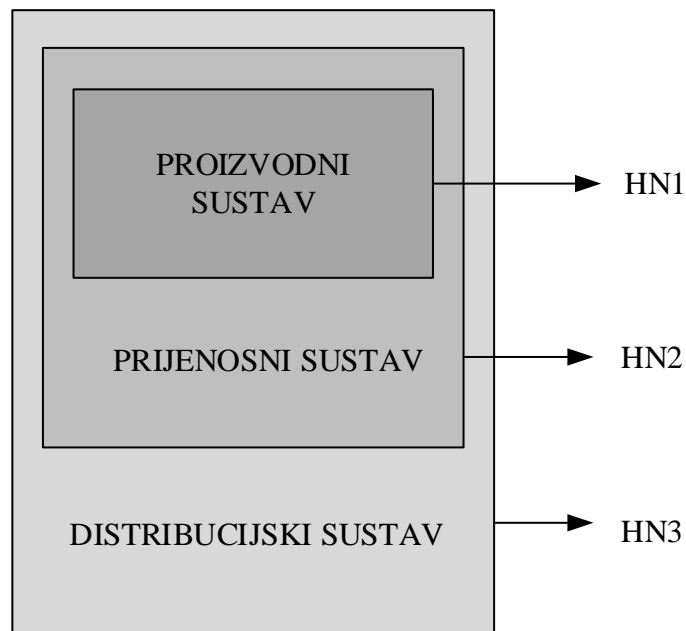 PROIZVODNI
SUSTAV
HN1
PRIJENOSNI SUSTAV
HN2
DISTRIBUCIJSKI SUSTAV
HN3